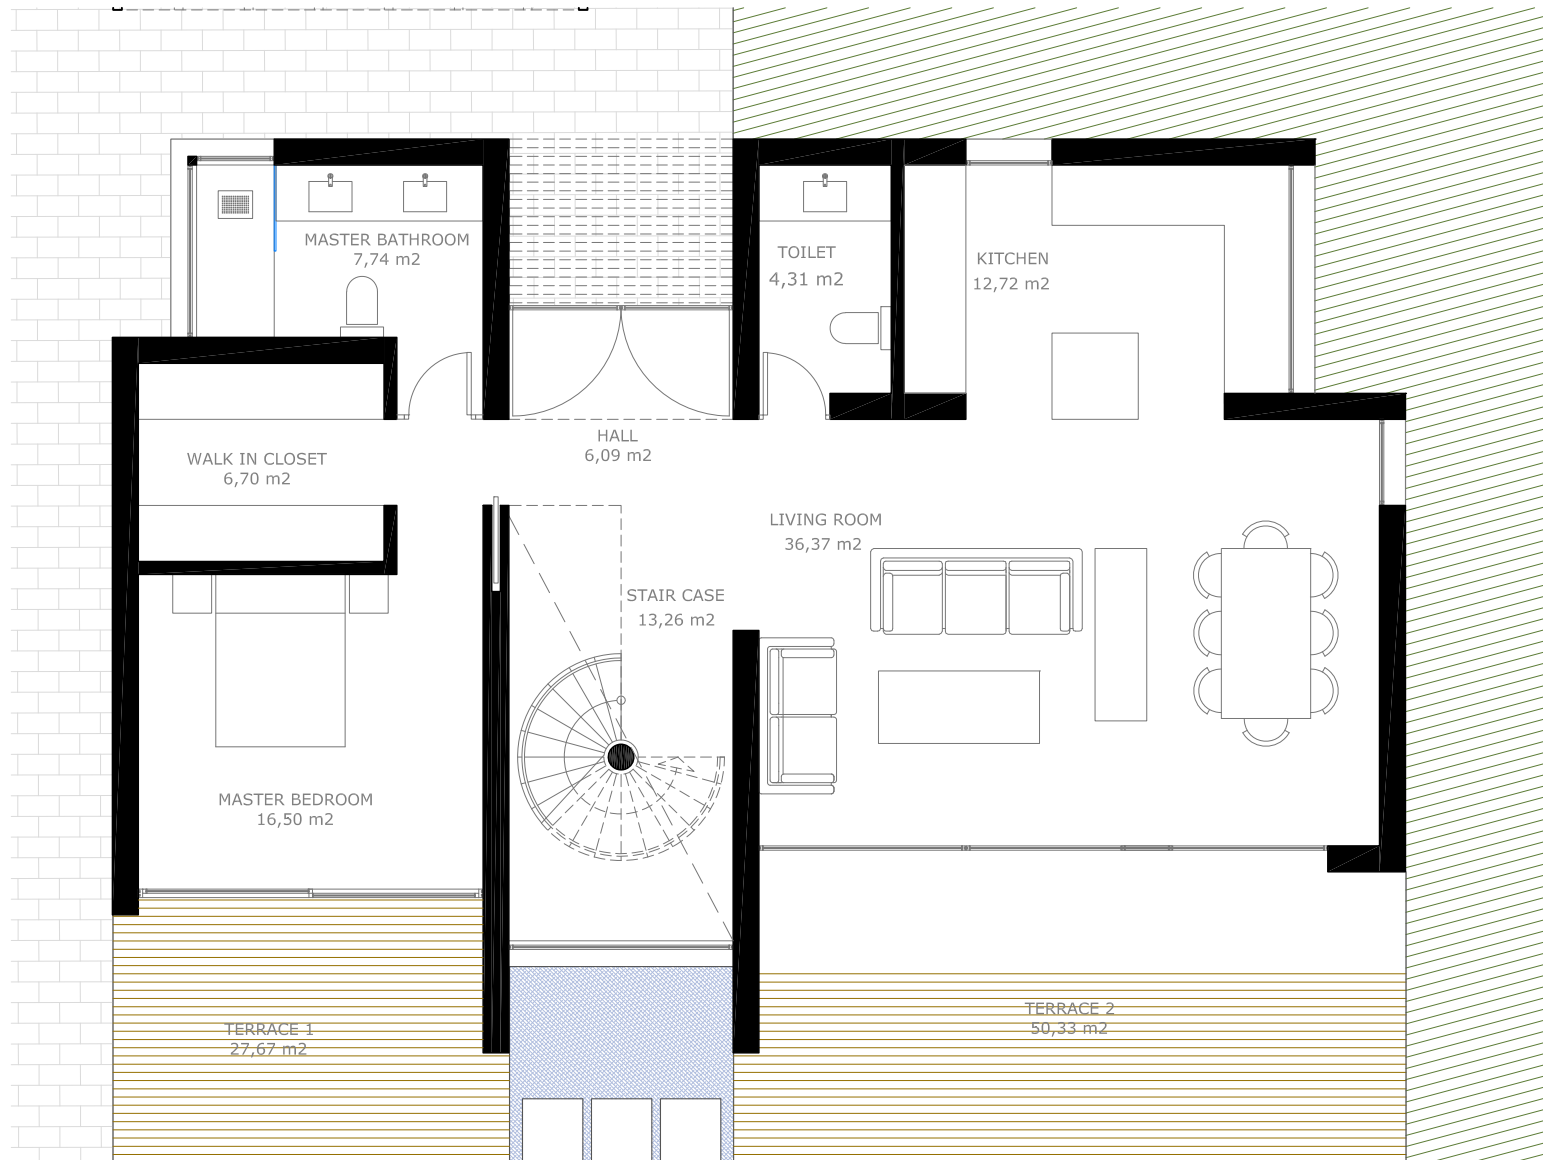 MASTER BATHROOM
7,74 m2
TOILET
4,31 m2
KITCHEN
12,72 m2
HALL
6,09 m2
WALK IN CLOSET
6,70 m2
LIVING ROOM
36,37 m2
STAIR CASE
13,26 m2
MASTER BEDROOM
16,50 m2
TERRACE 1
27,67 m2
TERRACE 2
50,33 m2